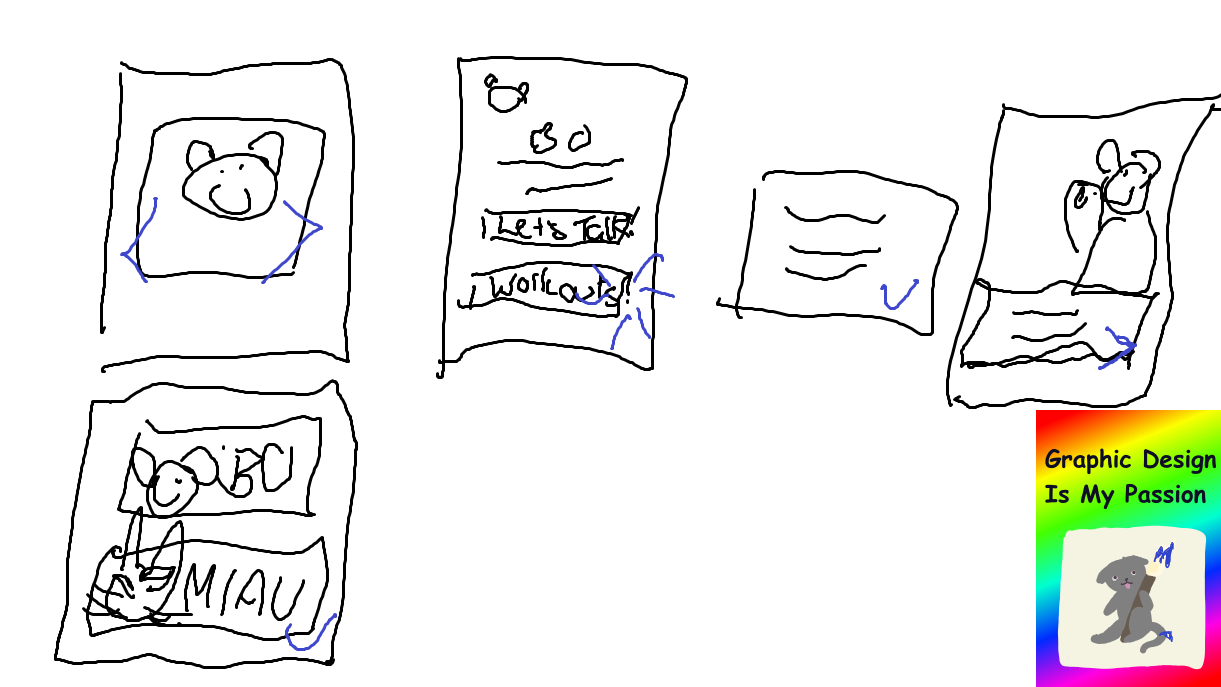 BO
Let's Talk!
Workouts!
BO
MIAU
Graphic Design
Is My Passion